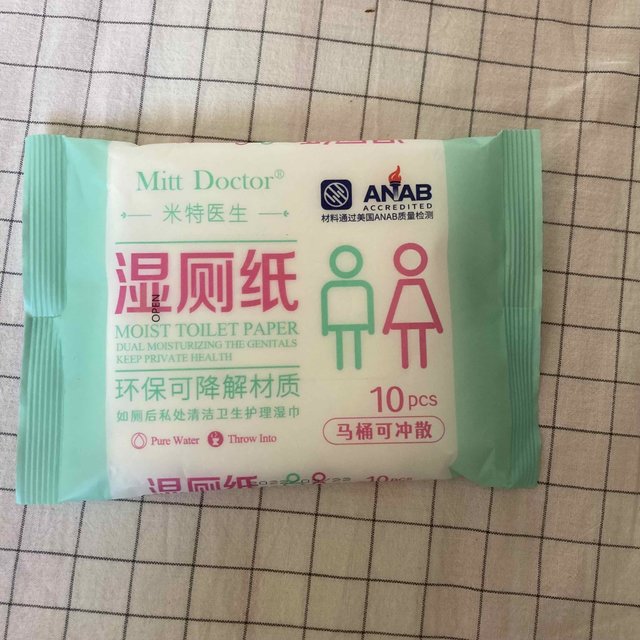 Mitt Doctor®
米特医生
ANAB
ACCREDITED
材料通过美国ANAB质量检测
湿厕纸
OPEN
MOIST TOILET PAPER
DUAL MOISTURIZING THE GENITALS
KEEP PRIVATE HEALTH
环保可降解材质
如厕后私处清洁卫生护理湿巾
Pure Water
Throw Into
10 pcs
马桶可冲散
湿厕纸
10 pcs